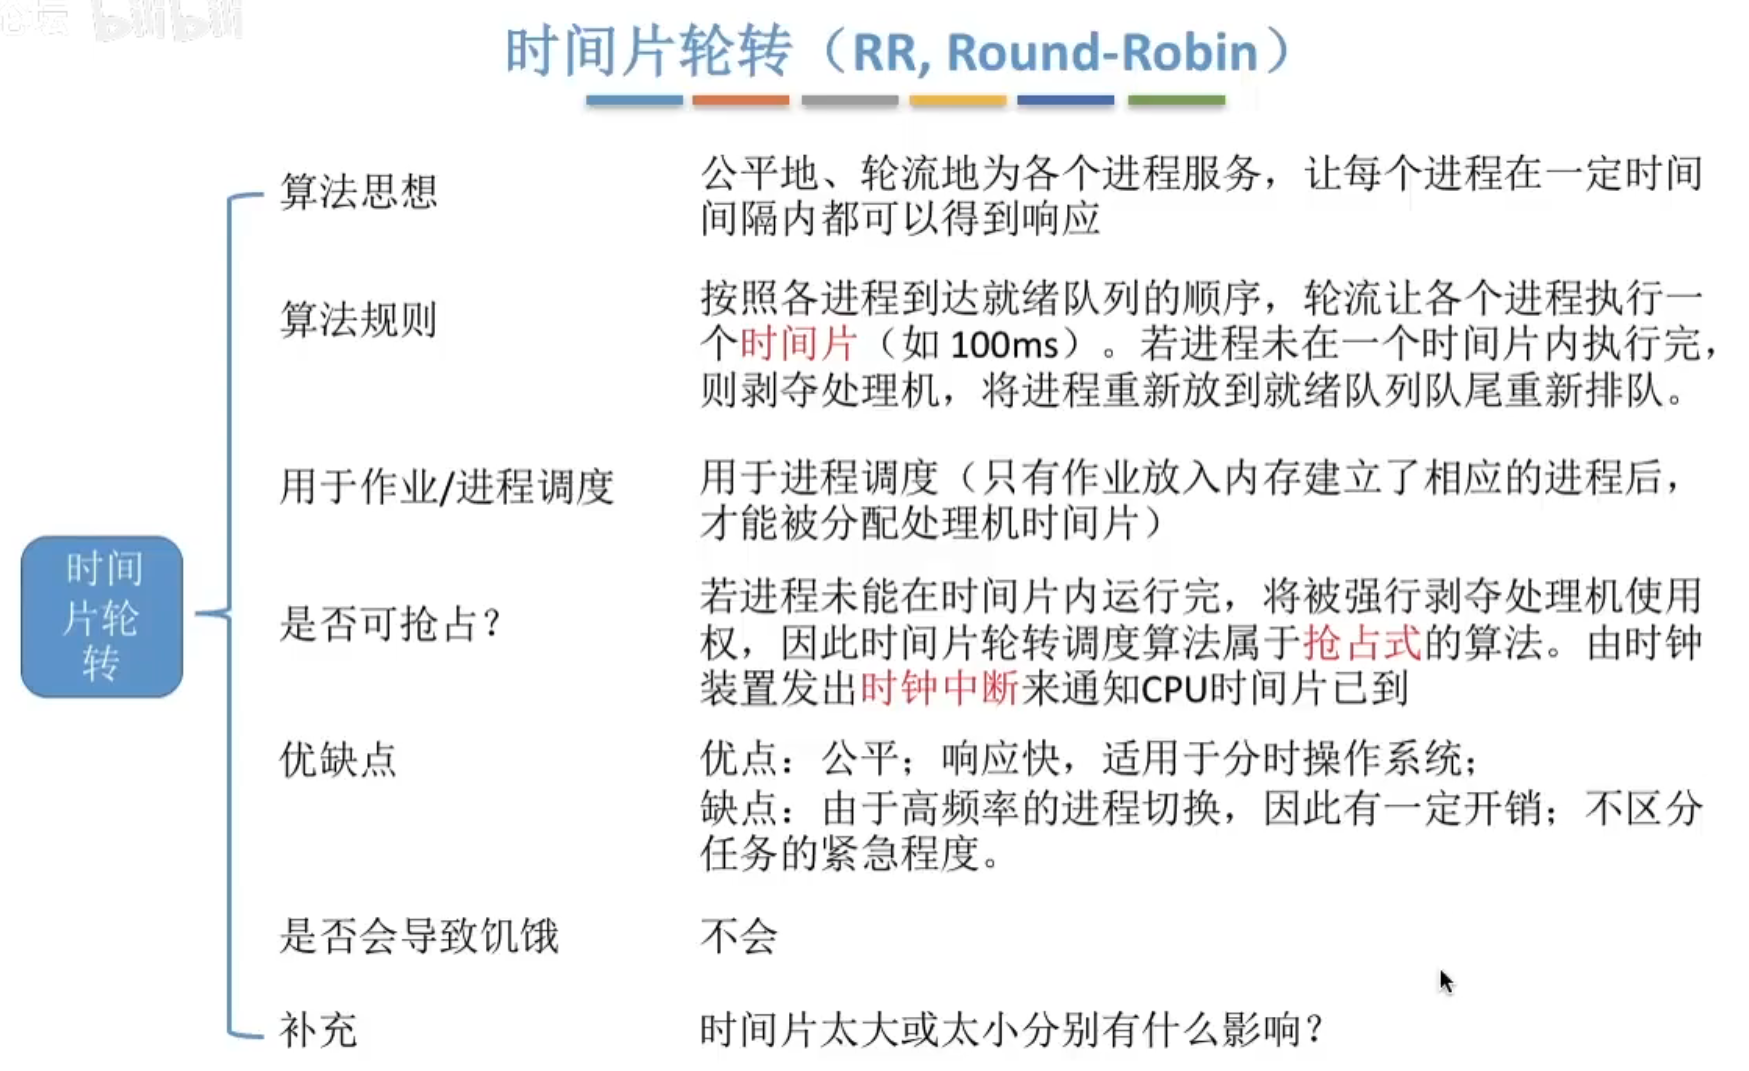 bilibili
时间片轮转（RR, Round-Robin）
算法思想
公平地、轮流地为各个进程服务，让每个进程在一定时间
间隔内都可以得到响应
算法规则
按照各进程到达就绪队列的顺序，轮流让各个进程执行一
个时间片（如 100ms）。若进程未在一个时间片内执行完，
则剥夺处理机，将进程重新放到就绪队列队尾重新排队。
用于作业/进程调度
用于进程调度（只有作业放入内存建立了相应的进程后，
才能被分配处理机时间片）
时间
片轮
转
是否可抢占？
若进程未能在时间片内运行完，将被强行剥夺处理机使用
权，因此时间片轮转调度算法属于抢占式的算法。由时钟
装置发出时钟中断来通知CPU时间片已到
优缺点
优点：公平；响应快，适用于分时操作系统；
缺点：由于高频率的进程切换，因此有一定开销；不区分
任务的紧急程度。
是否会导致饥饿
不会
补充
时间片太大或太小分别有什么影响？